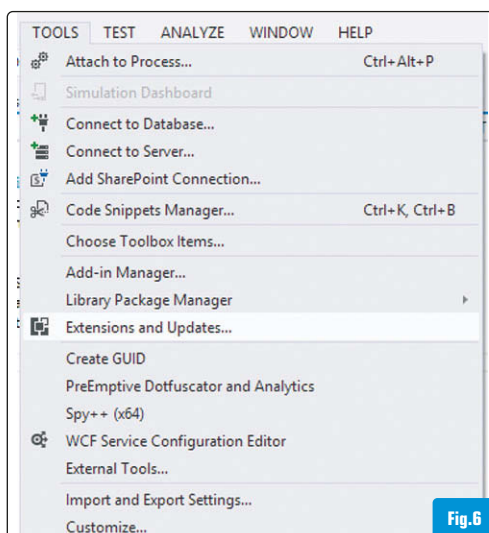 TOOLS TEST ANALYZE WINDOW HELP
Attach to Process... Ctrl+Alt+P
Simulation Dashboard
Connect to Database...
Connect to Server...
Add SharePoint Connection...
Code Snippets Manager... Ctrl+K, Ctrl+B
Choose Toolbox Items...
Add-in Manager...
Library Package Manager
Extensions and Updates...
Create GUID
PreEmptive Dotfuscator and Analytics
Spy++ (x64)
WCF Service Configuration Editor
External Tools...
Import and Export Settings...
Customize...
Fig.6